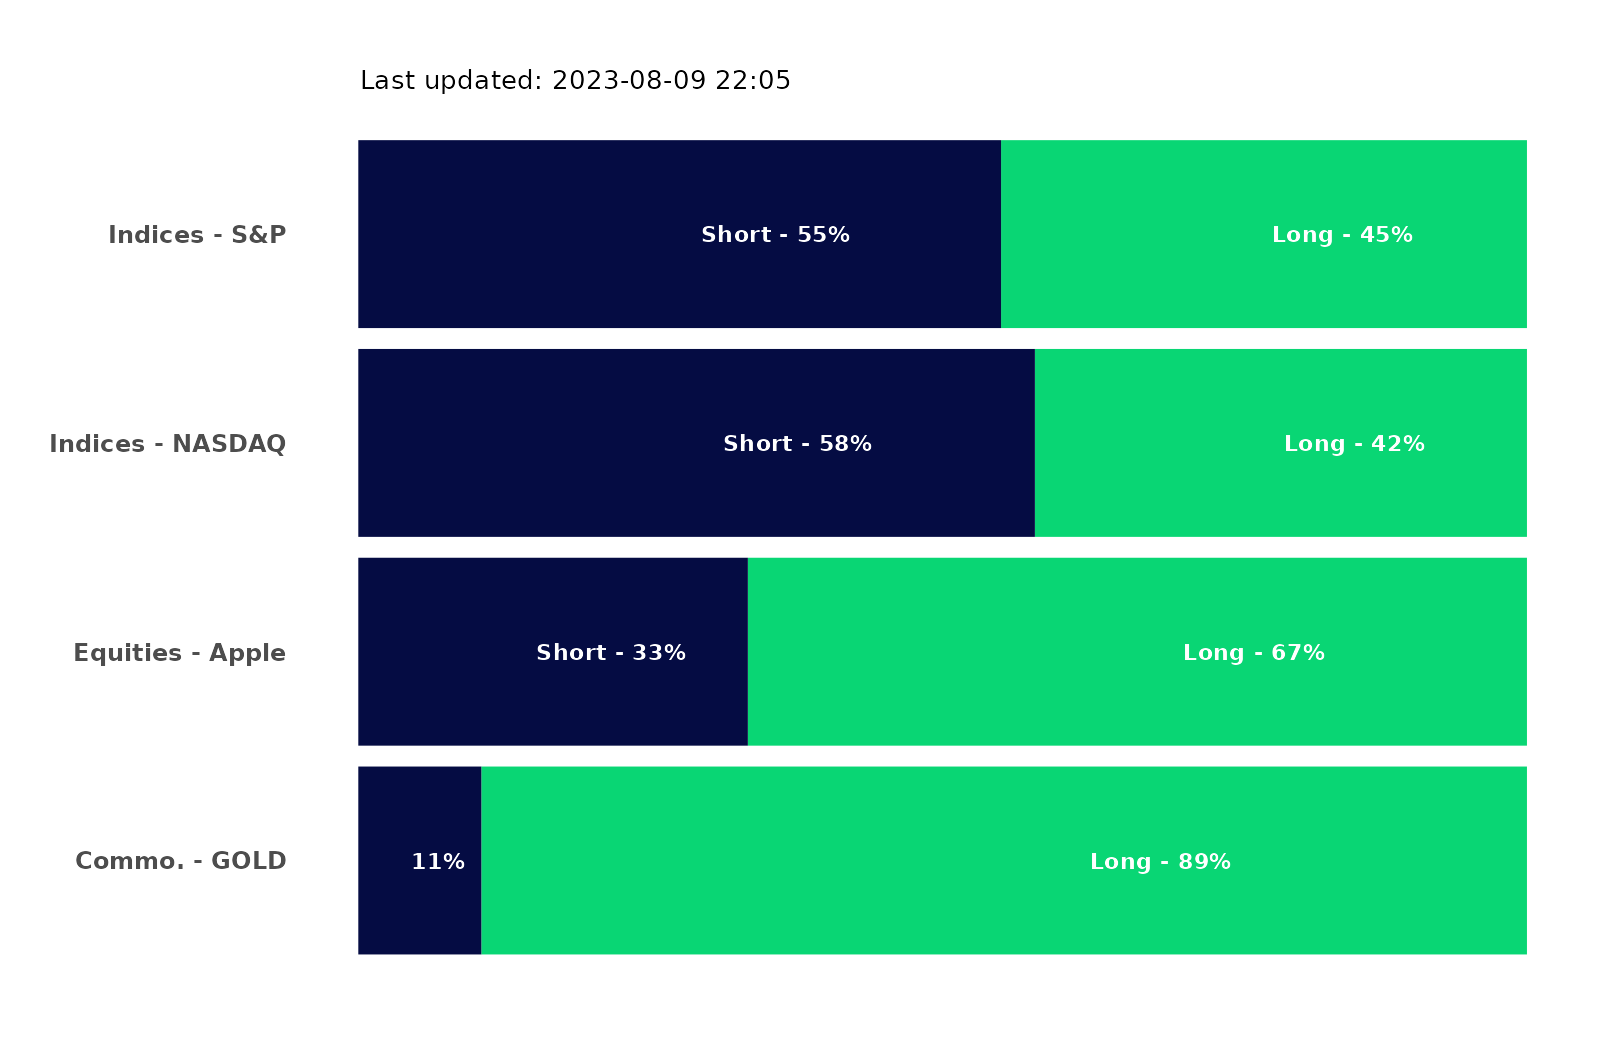 Last updated: 2023-08-09 22:05
Indices - S&P
Short - 55%
Long - 45%
Indices - NASDAQ
Short - 58%
Long - 42%
Equities - Apple
Short - 33%
Long - 67%
Commo. - GOLD
11%
Long - 89%